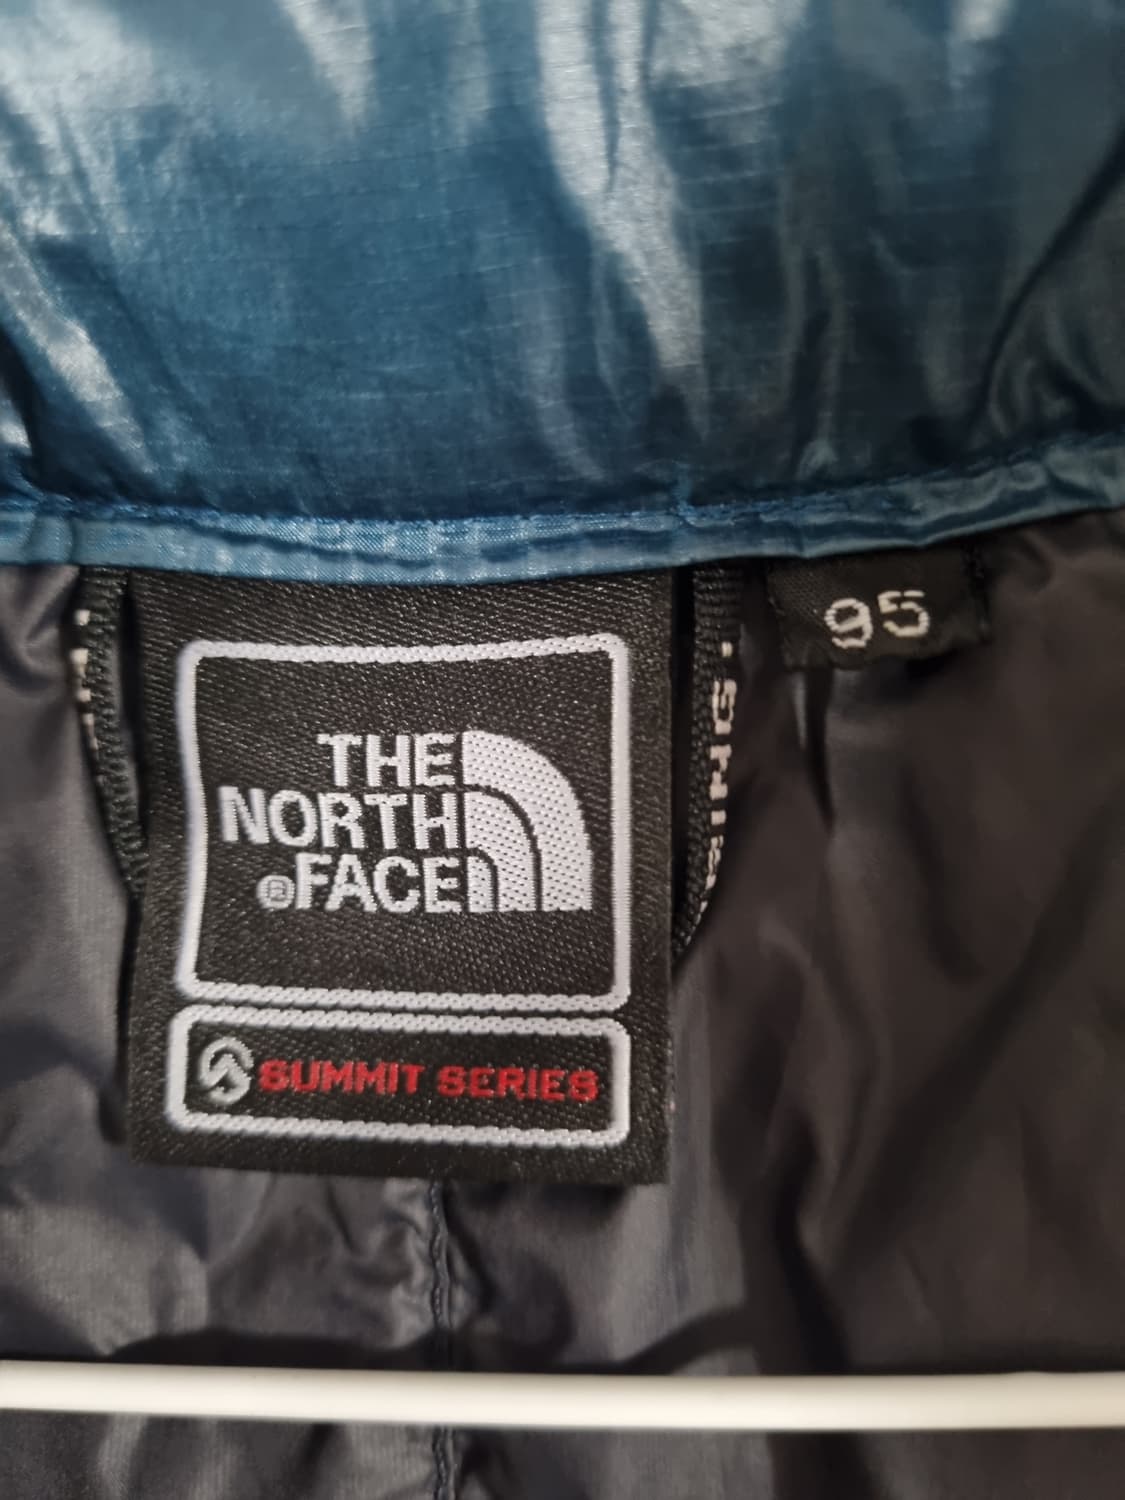 95
THE
NORTH
®FACE
SUMMIT SERIES